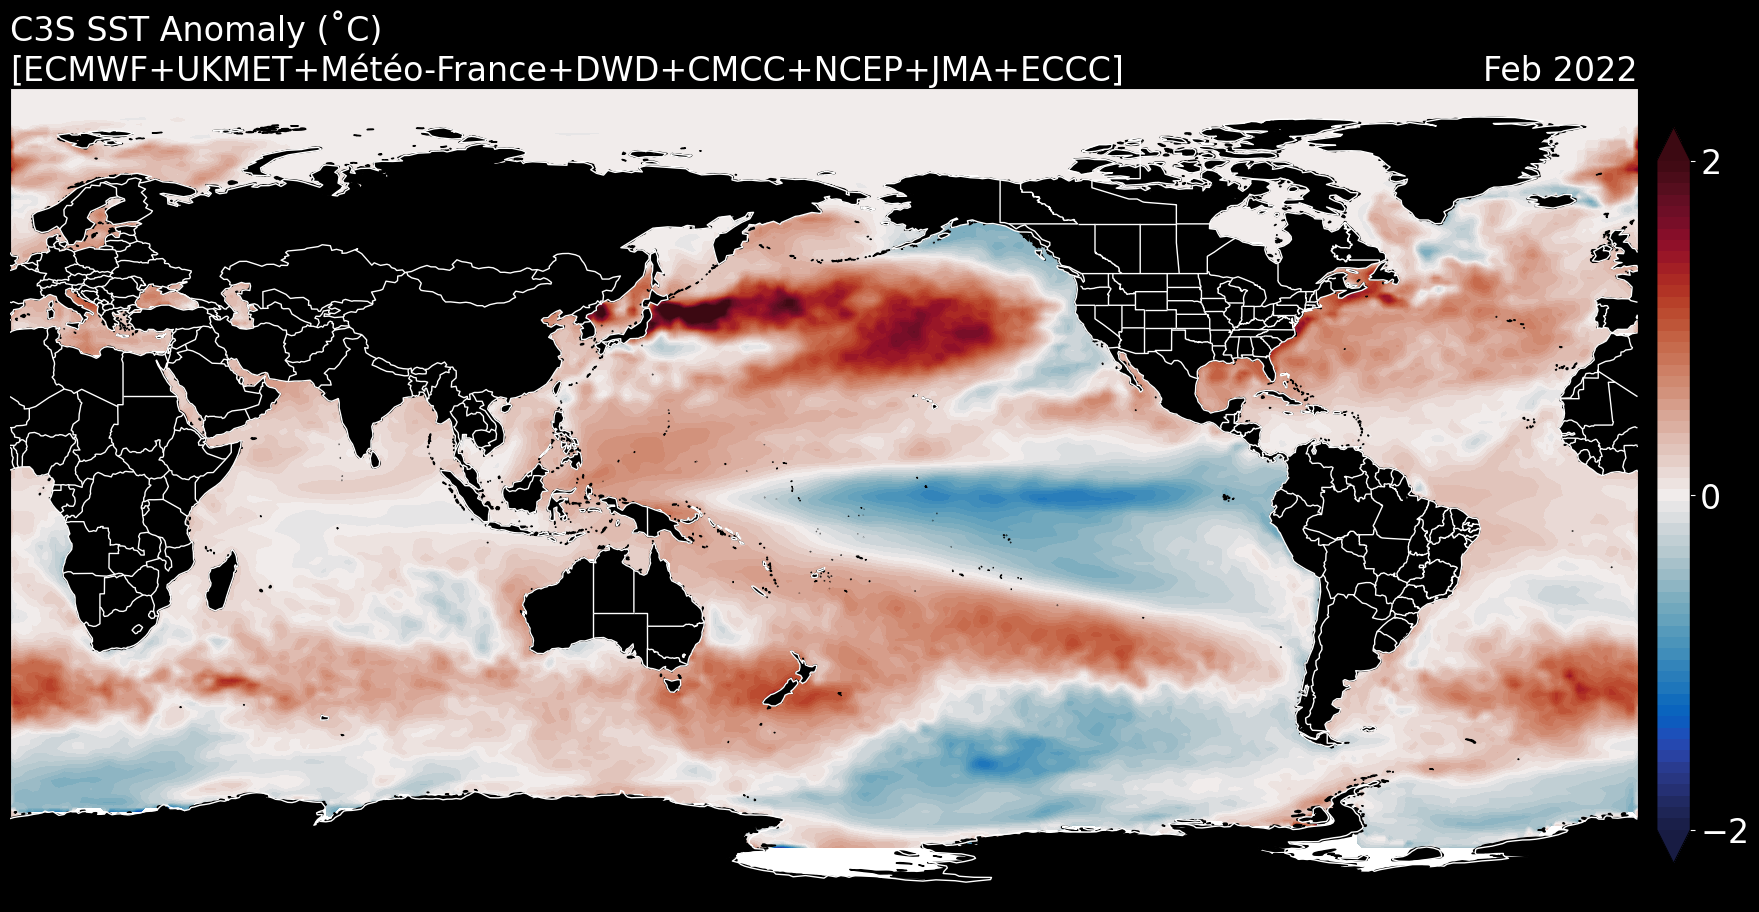 C3S SST Anomaly (˚C)
[ECMWF+UKMET+Météo-France+DWD+CMCC+NCEP+JMA+ECCC]
Feb 2022
2
0
−2